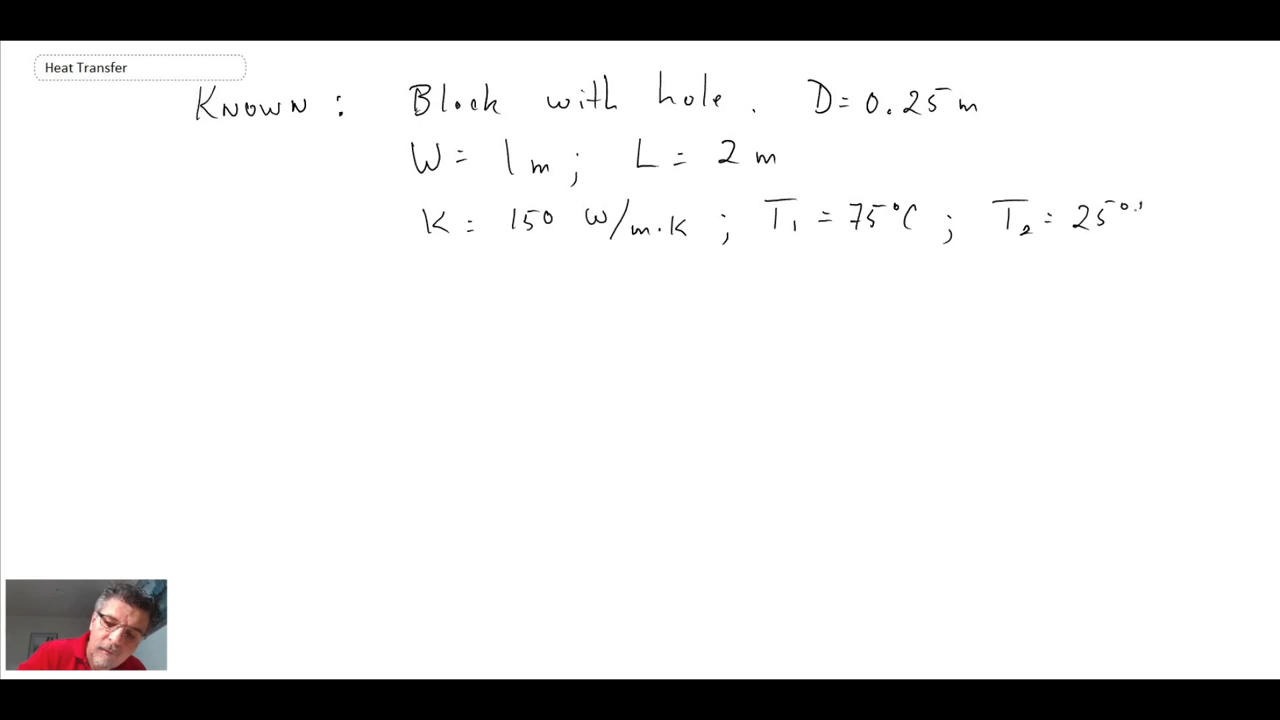 Heat Transfer
KNOWN: Block with hole. D=0.25 m
W = 1 m; L = 2 m
K = 150 W/m.K ; T₁ = 75°C ; T₂ = 25°